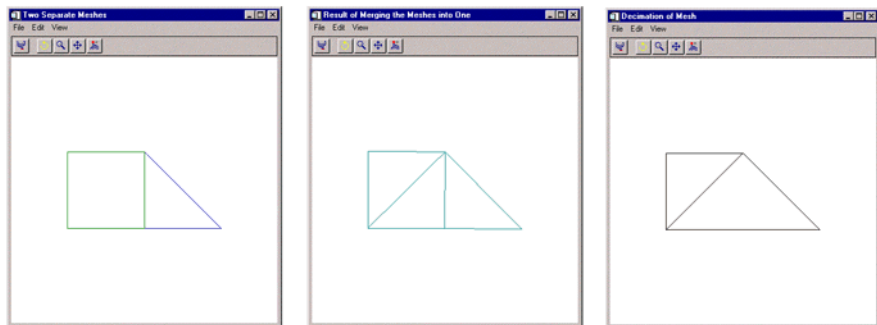 Two Separate Meshes
File Edit View
Result of Merging the Meshes into One
File Edit View
Decimation of Mesh
File Edit View